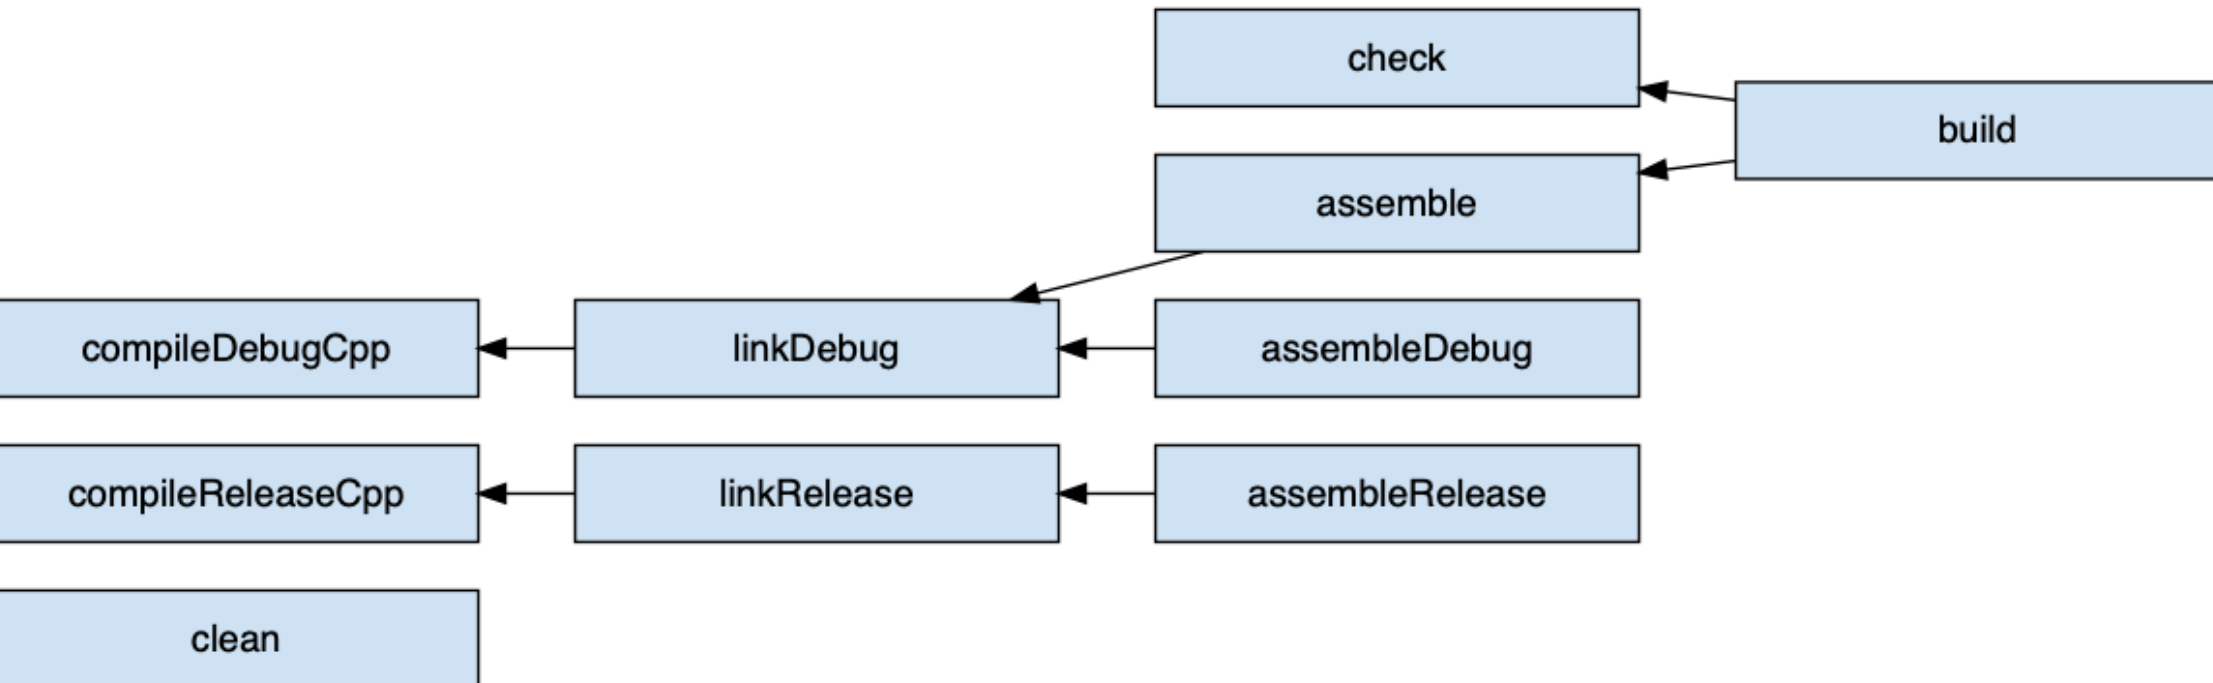 check
build
assemble
compileDebugCpp
linkDebug
assembleDebug
compileReleaseCpp
linkRelease
assembleRelease
clean